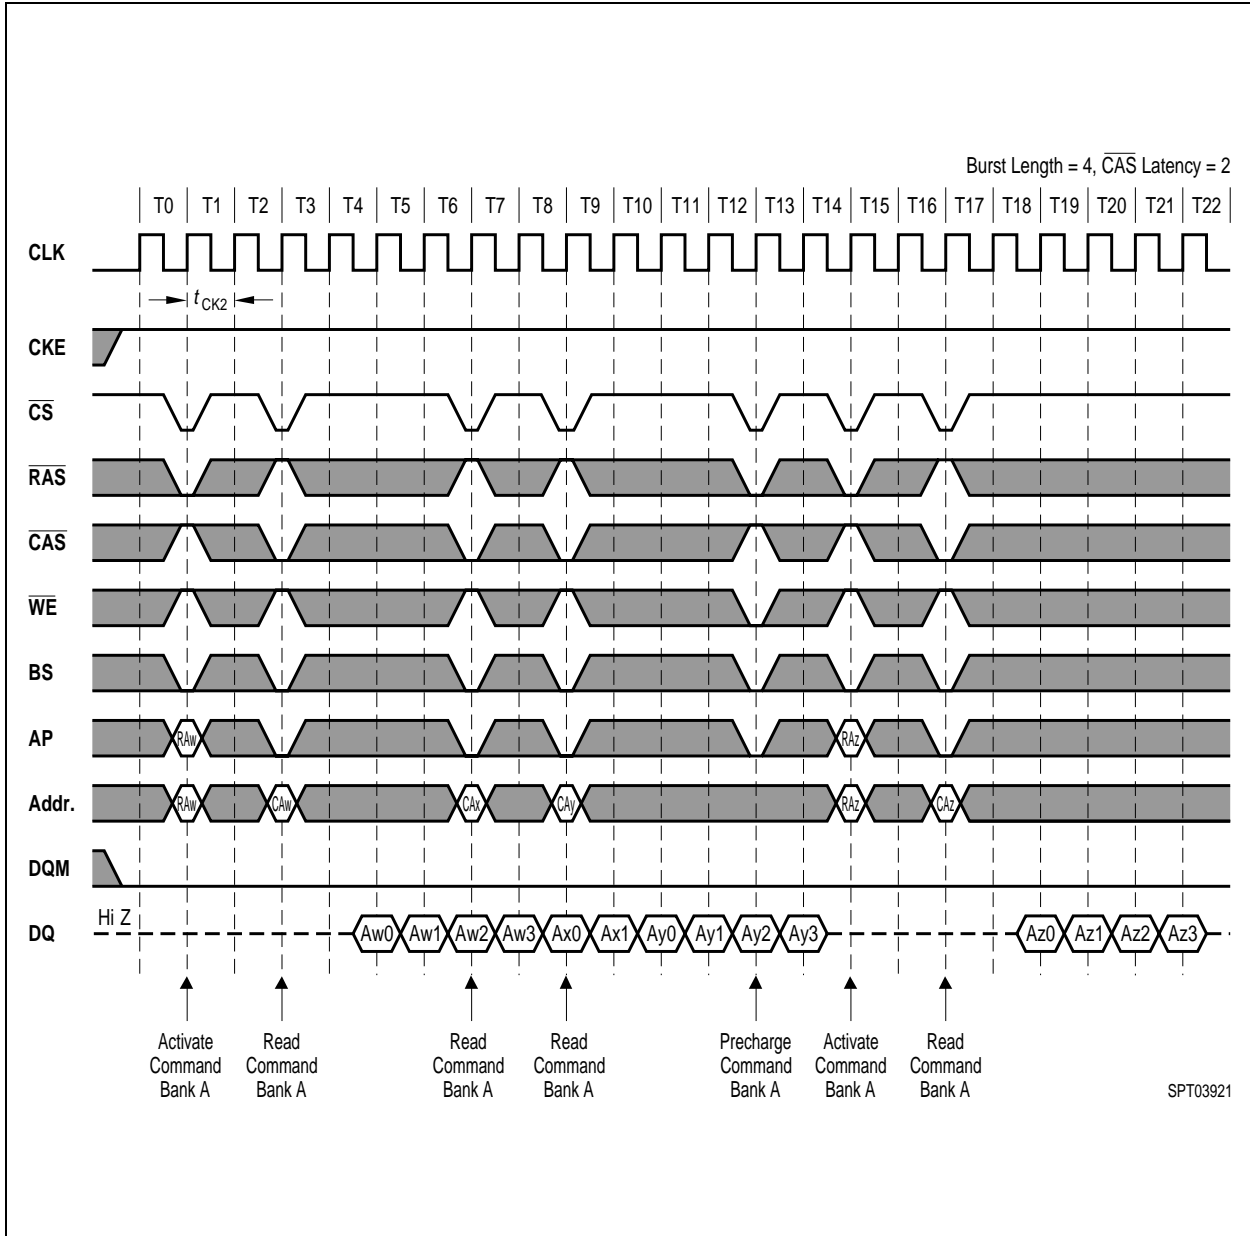 Burst Length = 4, CAS Latency = 2
T0 T1 T2 T3 T4 T5 T6 T7 T8 T9 T10 T11 T12 T13 T14 T15 T16 T17 T18 T19 T20 T21 T22
CLK
t CK2
CKE
CS
RAS
CAS
WE
BS
AP RAw RAz
Addr. RAw CAw CAx CAy RAz CAz
DQM
Hi Z
DQ Aw0 Aw1 Aw2 Aw3 Ax0 Ax1 Ay0 Ay1 Ay2 Ay3 Az0 Az1 Az2 Az3
Activate Read Read Read Precharge Activate Read
Command Command Command Command Command Command Command
Bank A Bank A Bank A Bank A Bank A Bank A Bank A
SPT03921